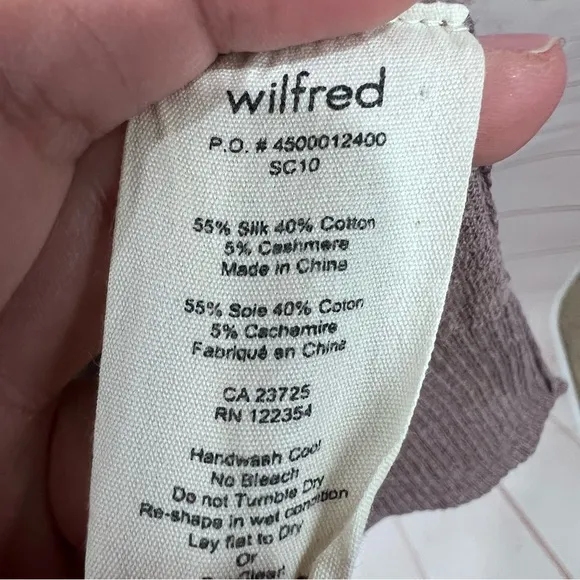 wilfred
P.O. # 4500012400
SC10
55% Silk 40% Cotton
5% Cashmere
Made in China
55% Soie 40% Coton
5% Cachemire
Fabriqué en Chine
CA 23725
RN 122354
Handwash Cool
No Bleach
Do not Tumble Dry
Re-shape in wet condition
Lay flat to Dry
Or